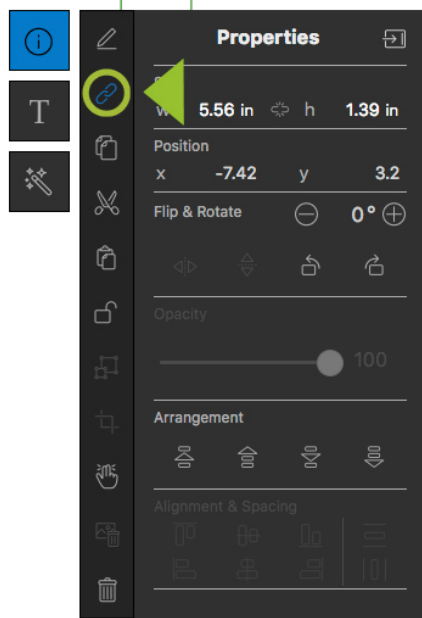 Properties
w 5.56 in h 1.39 in
Position
x -7.42 y 3.2
Flip & Rotate 0°
Opacity
100
Arrangement
Alignment & Spacing
T